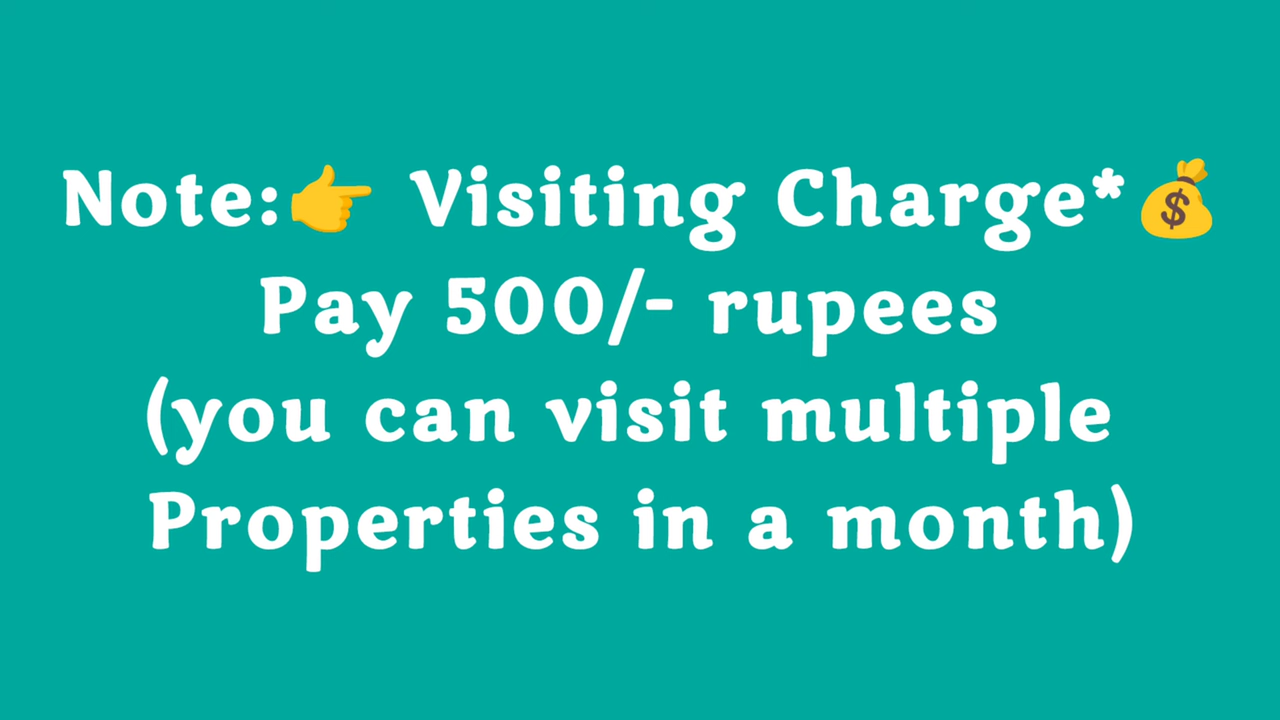 Note:👉 Visiting Charge*💰
Pay 500/- rupees
(you can visit multiple
Properties in a month)